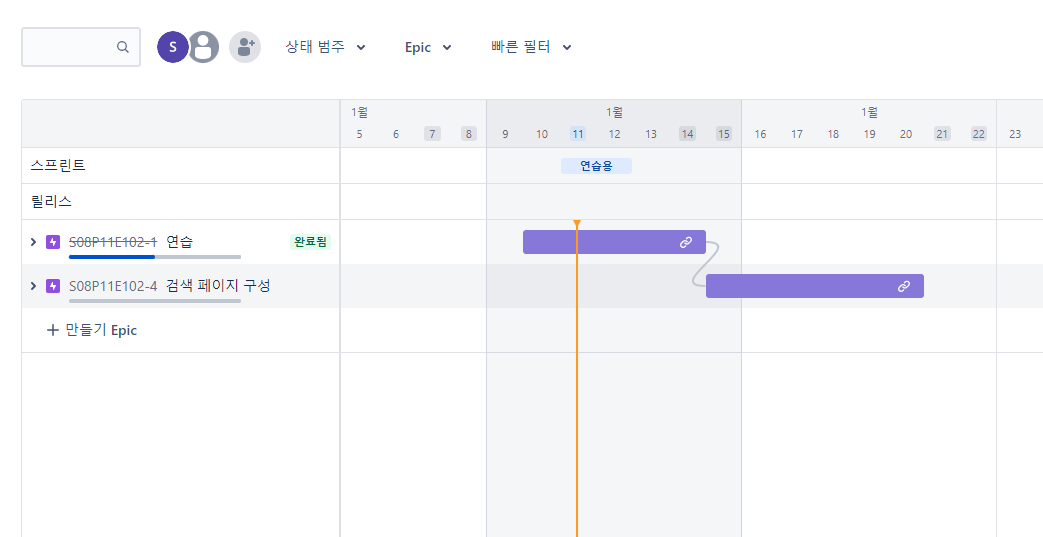 S
상태 범주
Epic
빠른 필터
1월 1월 1월
5 6 7 8 9 10 11 12 13 14 15 16 17 18 19 20 21 22 23
스프린트 연습용
릴리스
S08P11E102-1 연습 완료됨
S08P11E102-4 검색 페이지 구성
만들기 Epic